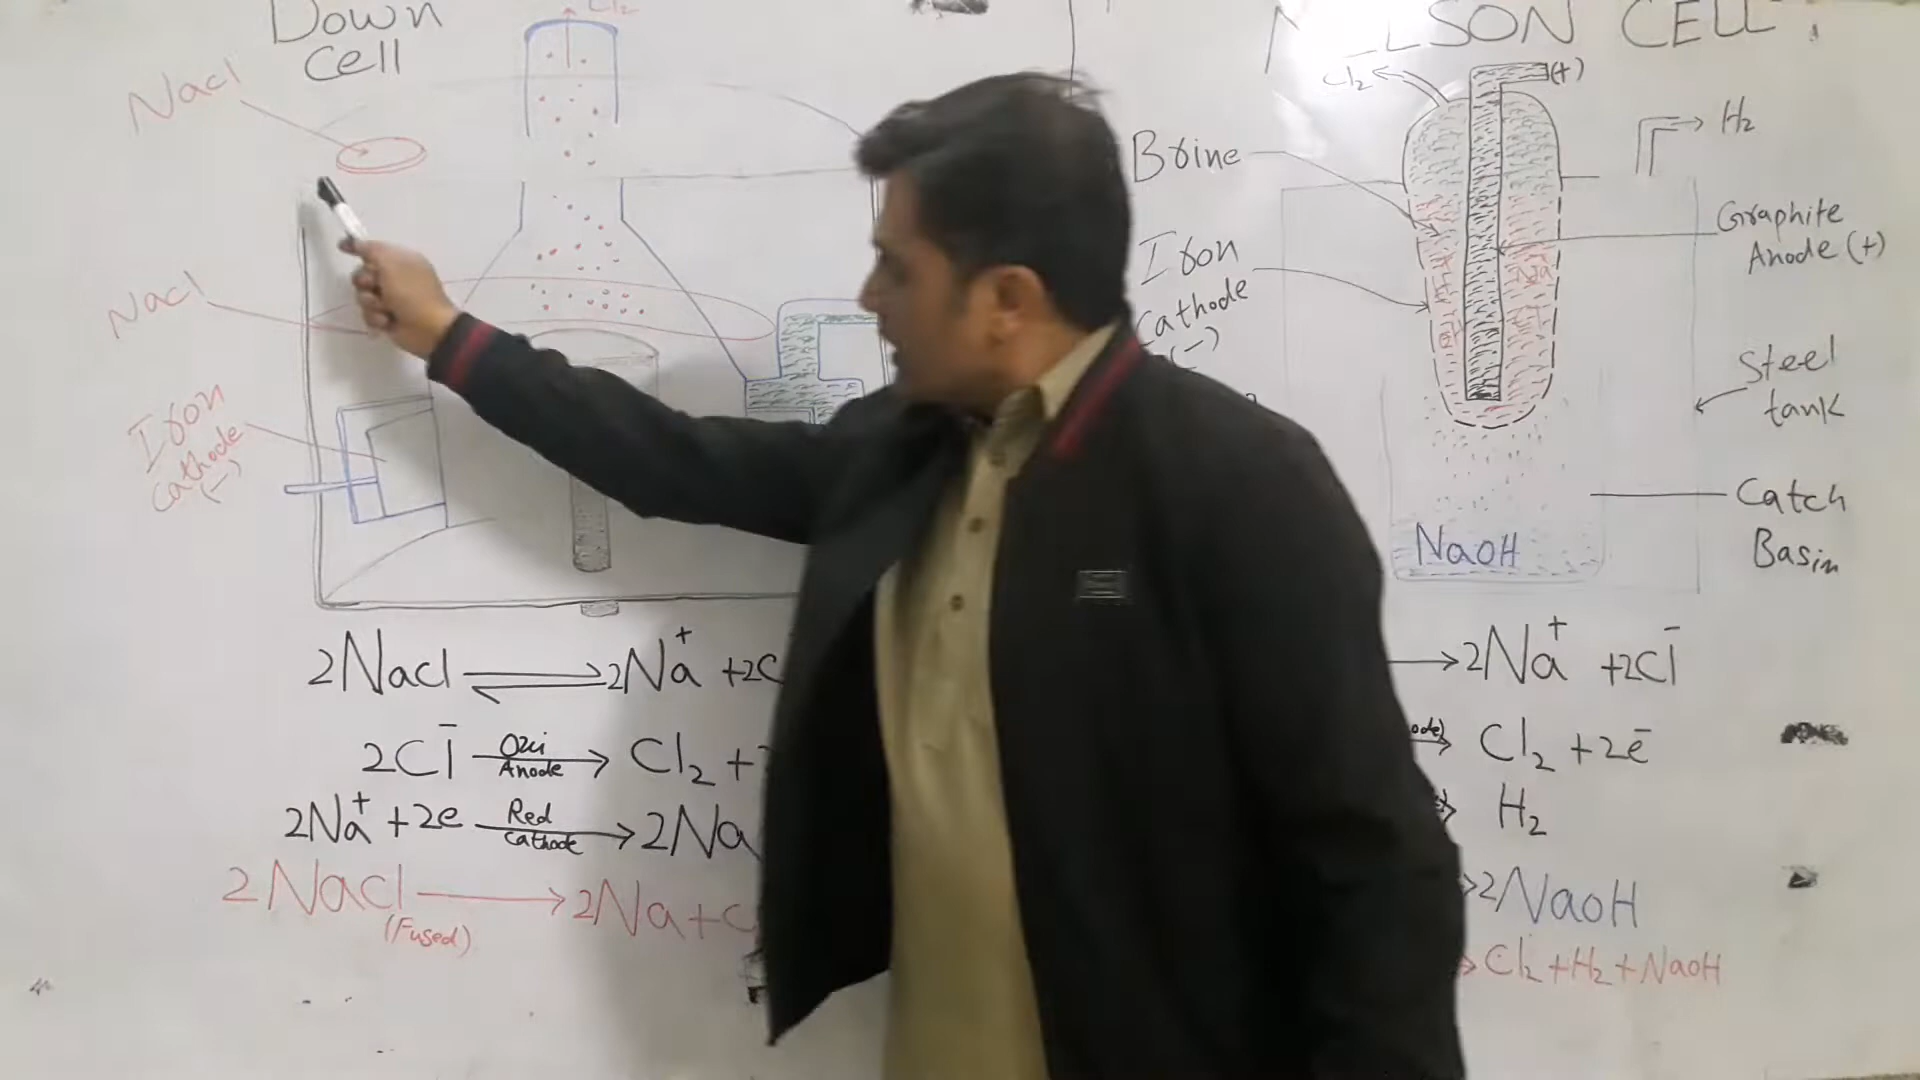 Down
Cell
Cl2
Nacl
Nacl
Iron
Cathode
(-)
2Nacl ⇌ 2Na+ +2C
2Cl- Oxi Anode → Cl2 +
2Na+ +2e Red Cathode → 2Na
2Nacl (Fused) → 2Na+C
NELSON CELL
Cl2
(+)
H2
Brine
Iron
Cathode
(-)
Graphite
Anode (+)
Steel
tank
Catch
Basin
NaOH
→ 2Na+ +2Cl-
ode) → Cl2 +2e-
→ H2
→ 2NaOH
→ Cl2+H2+NaOH